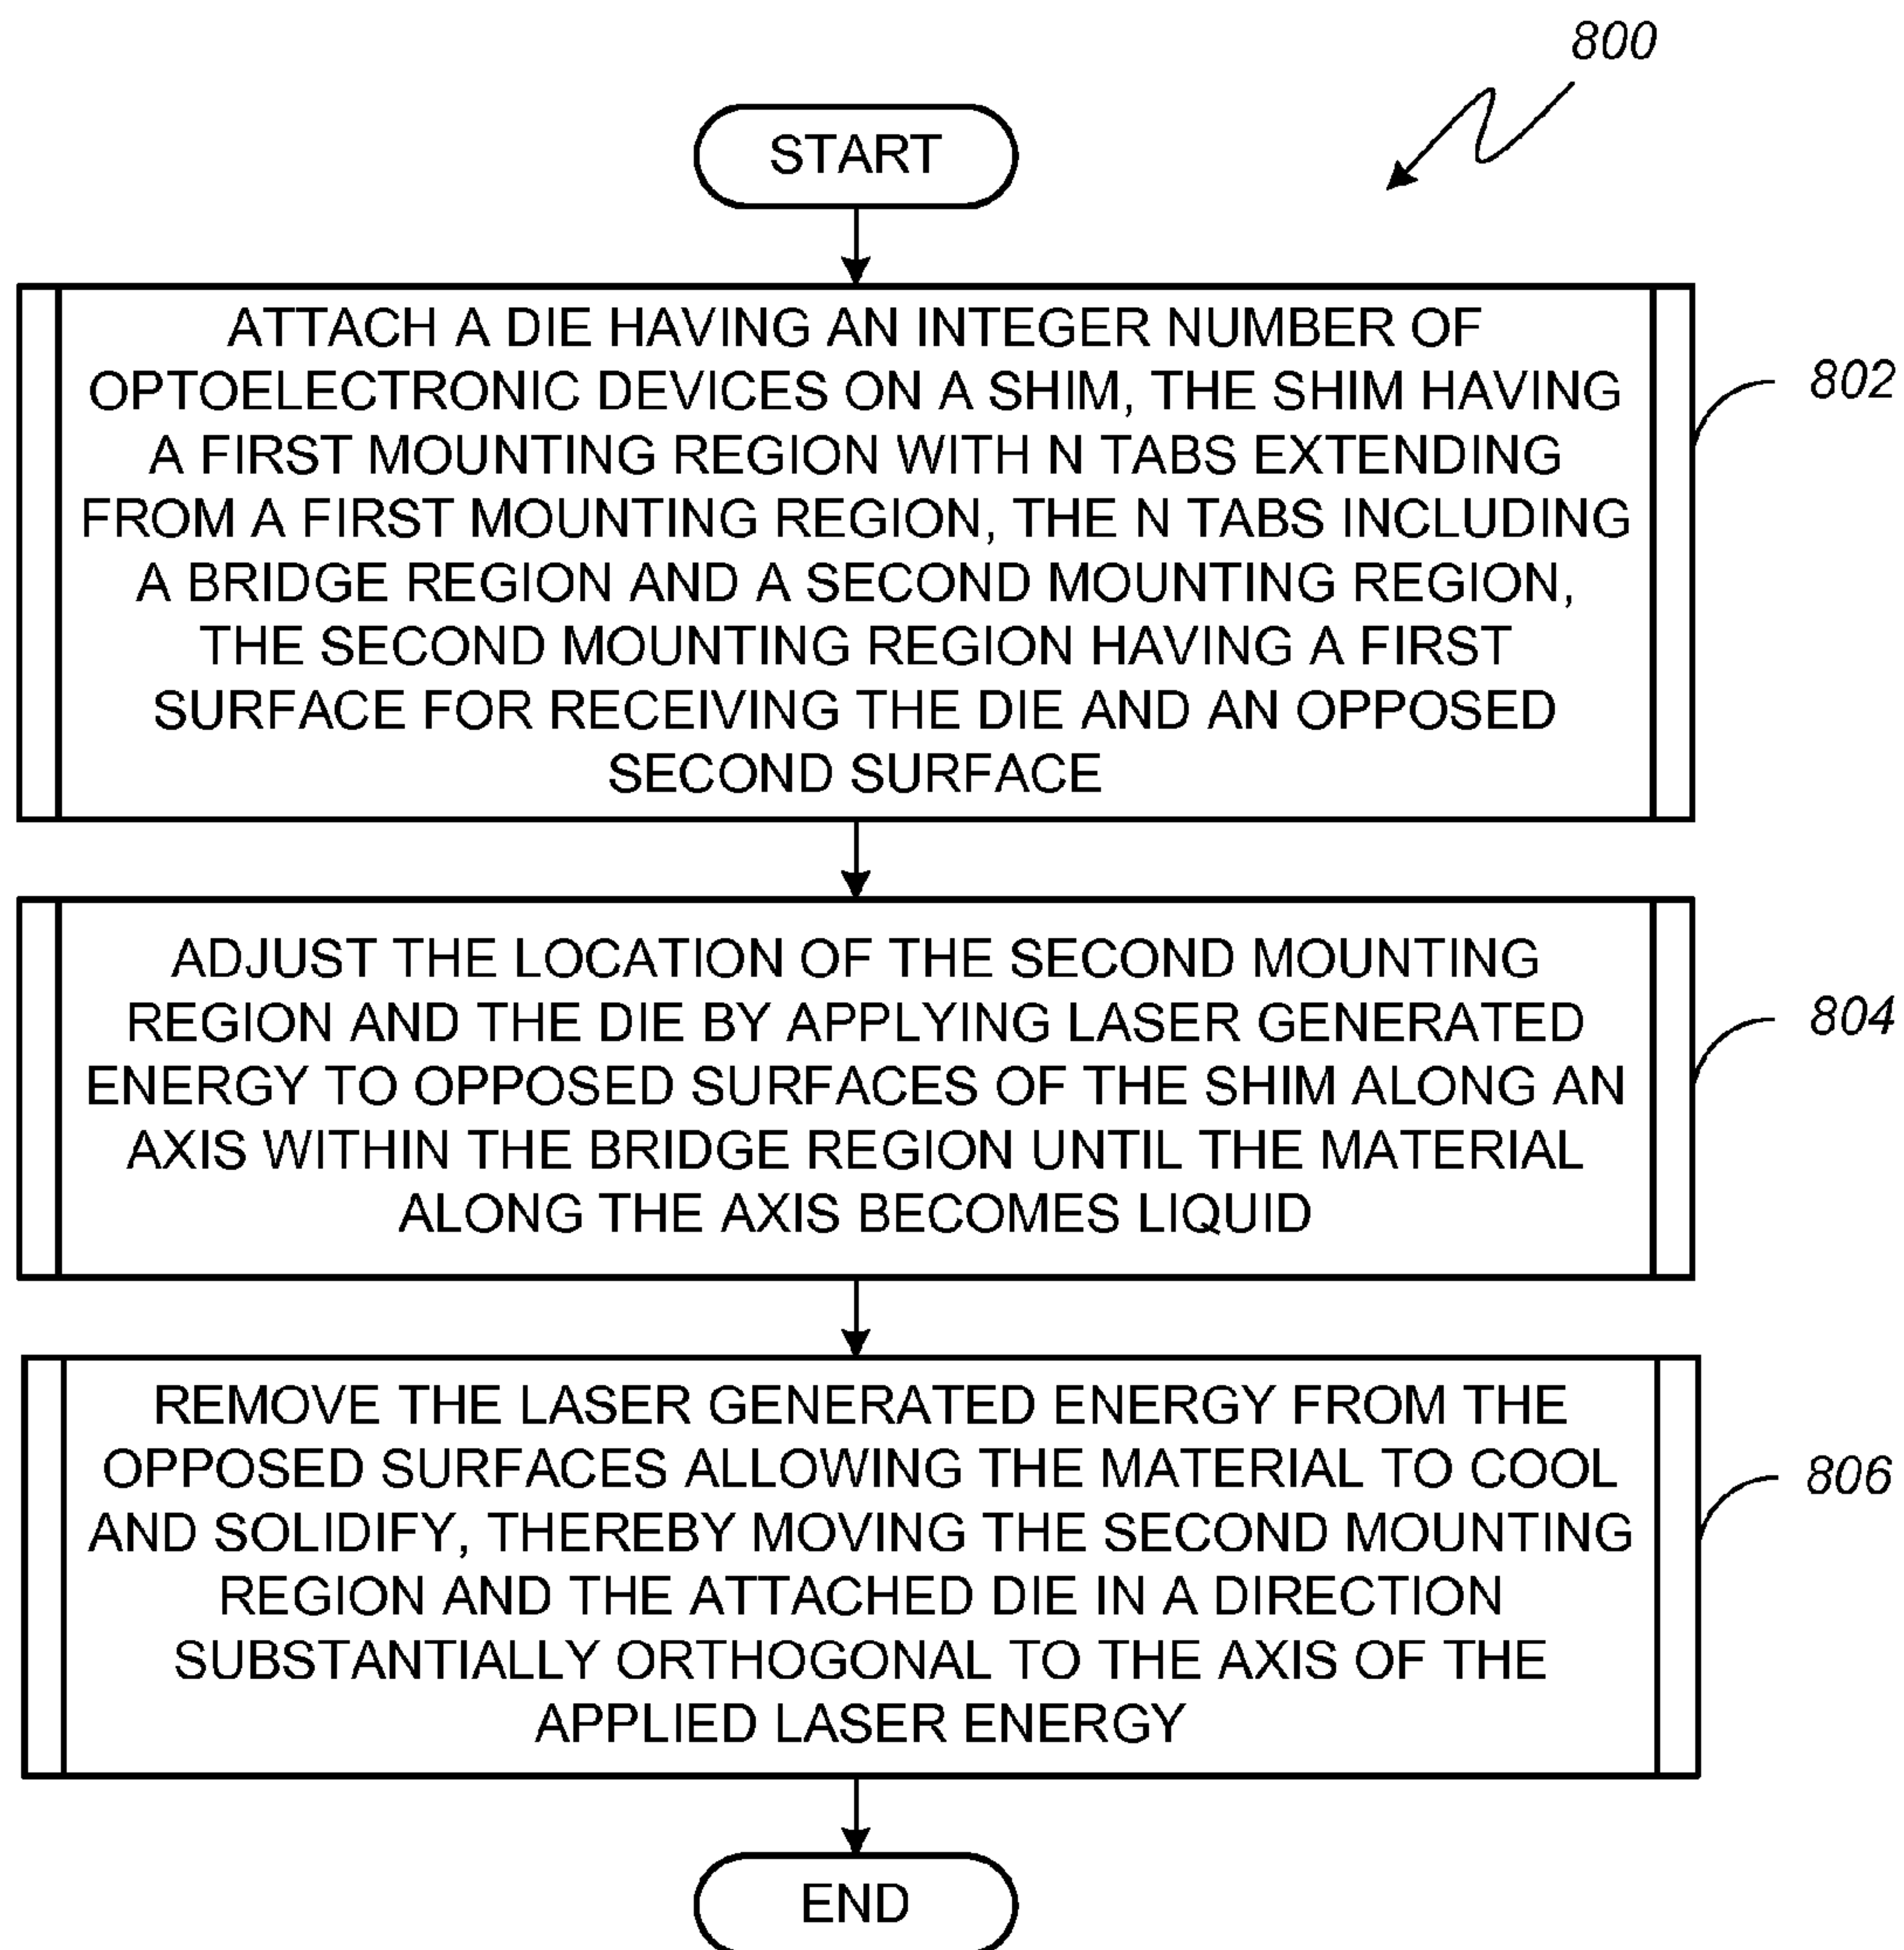 800
START
ATTACH A DIE HAVING AN INTEGER NUMBER OF
OPTOELECTRONIC DEVICES ON A SHIM, THE SHIM HAVING
A FIRST MOUNTING REGION WITH N TABS EXTENDING
FROM A FIRST MOUNTING REGION, THE N TABS INCLUDING
A BRIDGE REGION AND A SECOND MOUNTING REGION,
THE SECOND MOUNTING REGION HAVING A FIRST
SURFACE FOR RECEIVING THE DIE AND AN OPPOSED
SECOND SURFACE
802
ADJUST THE LOCATION OF THE SECOND MOUNTING
REGION AND THE DIE BY APPLYING LASER GENERATED
ENERGY TO OPPOSED SURFACES OF THE SHIM ALONG AN
AXIS WITHIN THE BRIDGE REGION UNTIL THE MATERIAL
ALONG THE AXIS BECOMES LIQUID
804
REMOVE THE LASER GENERATED ENERGY FROM THE
OPPOSED SURFACES ALLOWING THE MATERIAL TO COOL
AND SOLIDIFY, THEREBY MOVING THE SECOND MOUNTING
REGION AND THE ATTACHED DIE IN A DIRECTION
SUBSTANTIALLY ORTHOGONAL TO THE AXIS OF THE
APPLIED LASER ENERGY
806
END